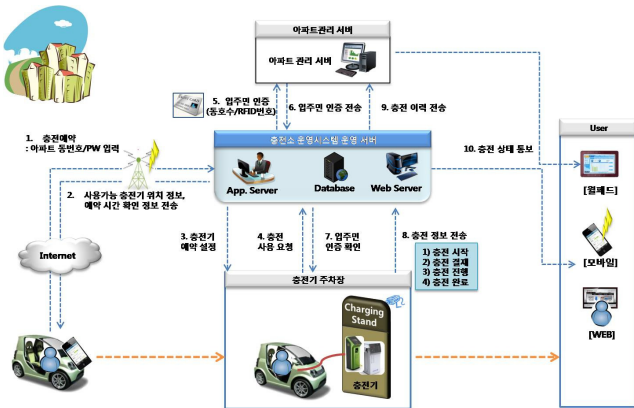 아파트관리 서버
아파트 관리 서버
5. 입주면 인증
(동호수/RFID번호)
6. 입주면 인증 전송
9. 충전 이력 전송
1. 충전예약
: 아파트 동번호/PW 입력
충전소 운영시스템 운영 서버
App. Server
Database
Web Server
10. 충전 상태 통보
User
[월패드]
2. 사용가능 충전기 위치 정보,
예약 시간 확인 정보 전송
3. 충전기
예약 설정
4. 충전
사용 요청
7. 입주면
인증 확인
8. 충전 정보 전송
1) 충전 시작
2) 충전 결재
3) 충전 진행
4) 충전 완료
[모바일]
Internet
충전기 주차장
Charging
Stand
충전기
[WEB]